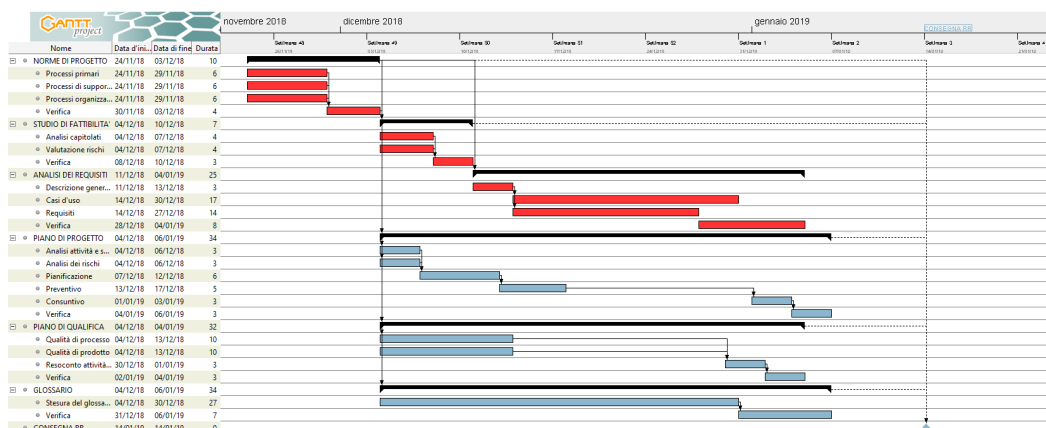 GANTT
project
novembre 2018 dicembre 2018 gennaio 2019
CONSEGNA RR
Settimana 48 Settimana 49 Settimana 50 Settimana 51 Settimana 52 Settimana 1 Settimana 2 Settimana 3 Settimana 4
Nome Data d'ini... Data di fine Durata
NORME DI PROGETTO 24/11/18 03/12/18 10
Processi primari 24/11/18 29/11/18 6
Processi di suppor... 24/11/18 29/11/18 6
Processi organizza... 24/11/18 29/11/18 6
Verifica 30/11/18 03/12/18 4
STUDIO DI FATTIBILITA' 04/12/18 10/12/18 7
Analisi capitolati 04/12/18 07/12/18 4
Valutazione rischi 04/12/18 07/12/18 4
Verifica 08/12/18 10/12/18 3
ANALISI DEI REQUISITI 11/12/18 04/01/19 25
Descrizione gener... 11/12/18 13/12/18 3
Casi d'uso 14/12/18 30/12/18 17
Requisiti 14/12/18 27/12/18 14
Verifica 28/12/18 04/01/19 8
PIANO DI PROGETTO 04/12/18 06/01/19 34
Analisi attività e s... 04/12/18 06/12/18 3
Analisi dei rischi 04/12/18 06/12/18 3
Pianificazione 07/12/18 12/12/18 6
Preventivo 13/12/18 17/12/18 5
Consuntivo 01/01/19 03/01/19 3
Verifica 04/01/19 06/01/19 3
PIANO DI QUALIFICA 04/12/18 04/01/19 32
Qualità di processo 04/12/18 13/12/18 10
Qualità di prodotto 04/12/18 13/12/18 10
Resoconto attività... 30/12/18 01/01/19 3
Verifica 02/01/19 04/01/19 3
GLOSSARIO 04/12/18 06/01/19 34
Stesura del glossa... 04/12/18 30/12/18 27
Verifica 31/12/18 06/01/19 7
CONSEGNA RR 14/01/19 14/01/19 0